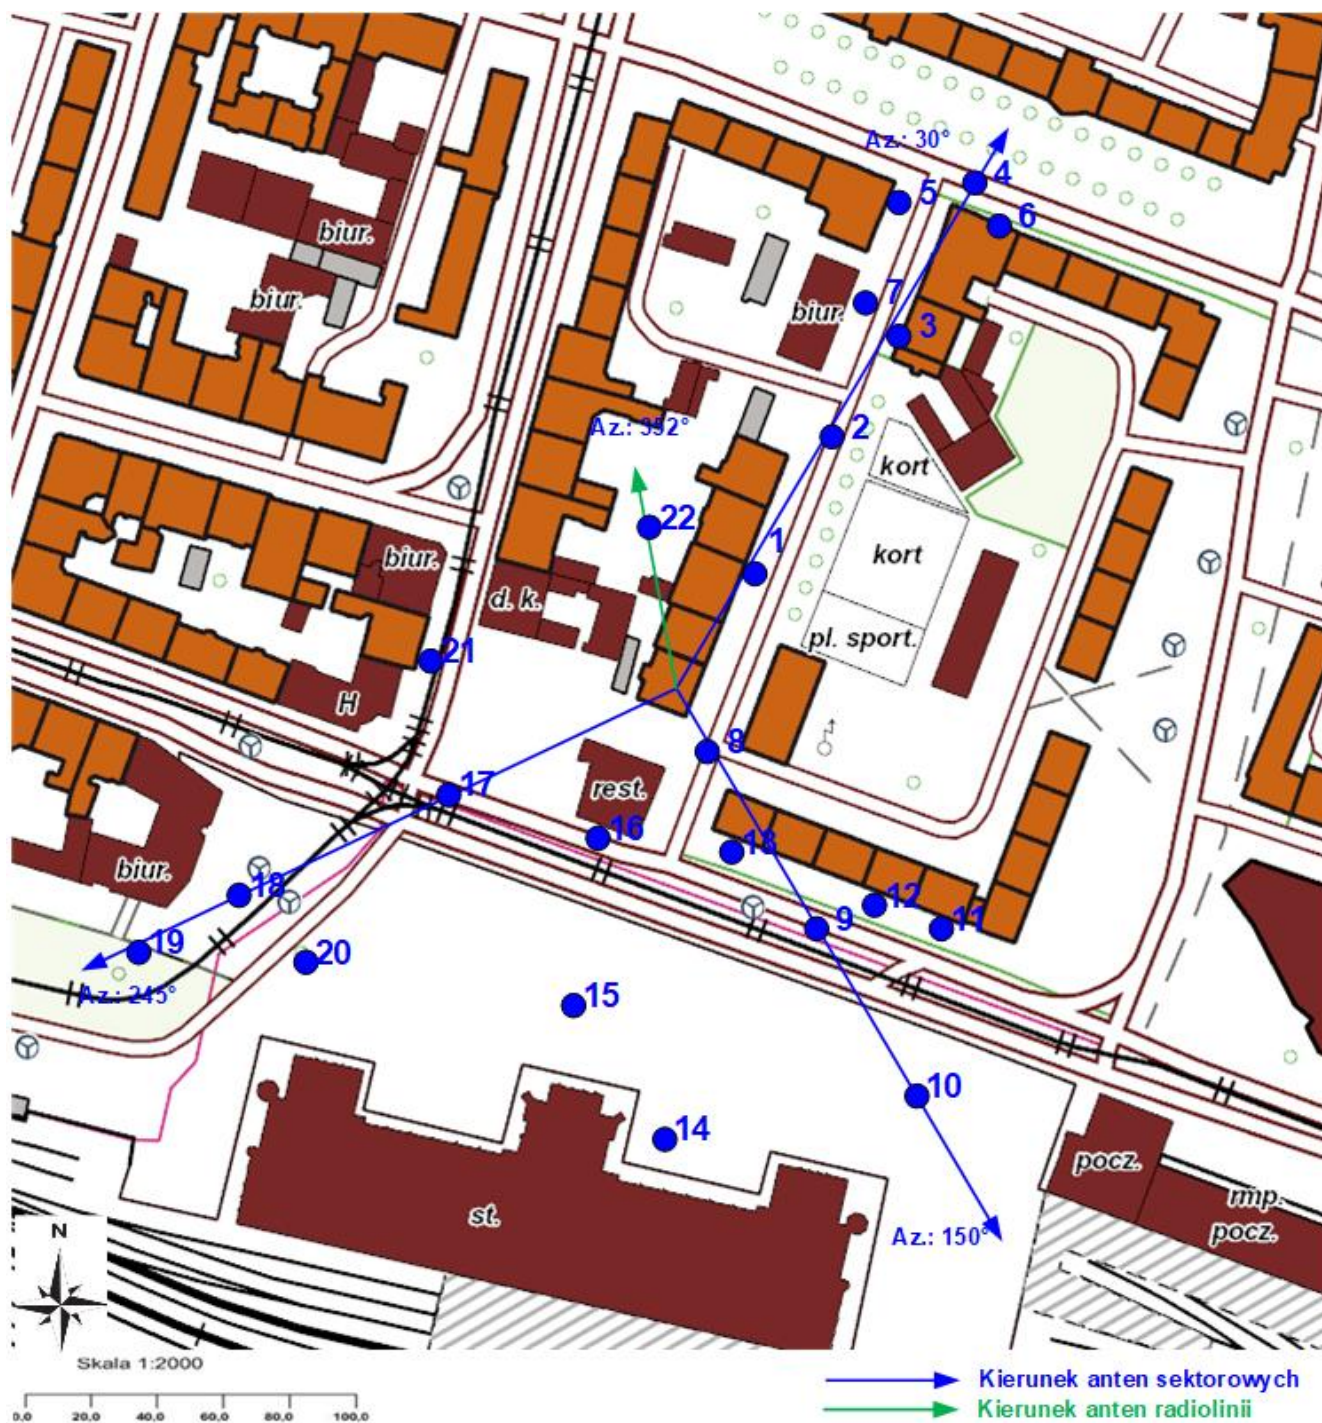 Az.: 30°
4
5
6
biur.
biur.
7
biur.
3
Az.: 352°
2
kort
22
kort
1
biur.
d. k.
pl. sport.
21
H
8
17
rest.
16
13
biur.
18
12
9
11
19
20
Az.: 245°
15
10
14
pocz.
st.
rmp.
pocz.
N
Az.: 150°
Skala 1:2000
0,0 20,0 40,0 60,0 80,0 100,0
Kierunek anten sektorowych
Kierunek anten radiolinii